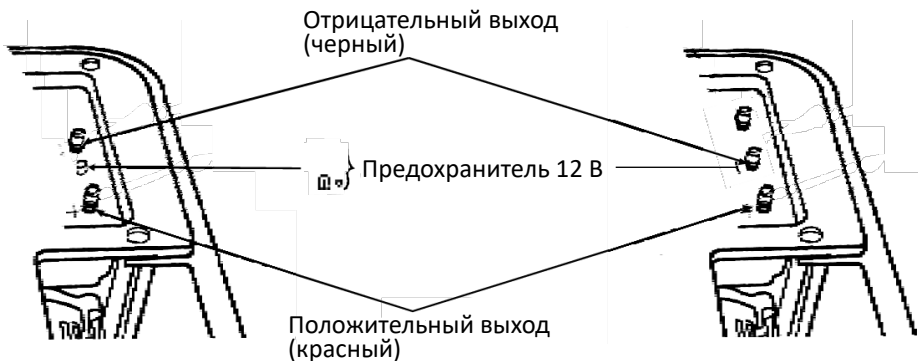 Отрицательный выход
(черный)
Предохранитель 12 В
Положительный выход
(красный)